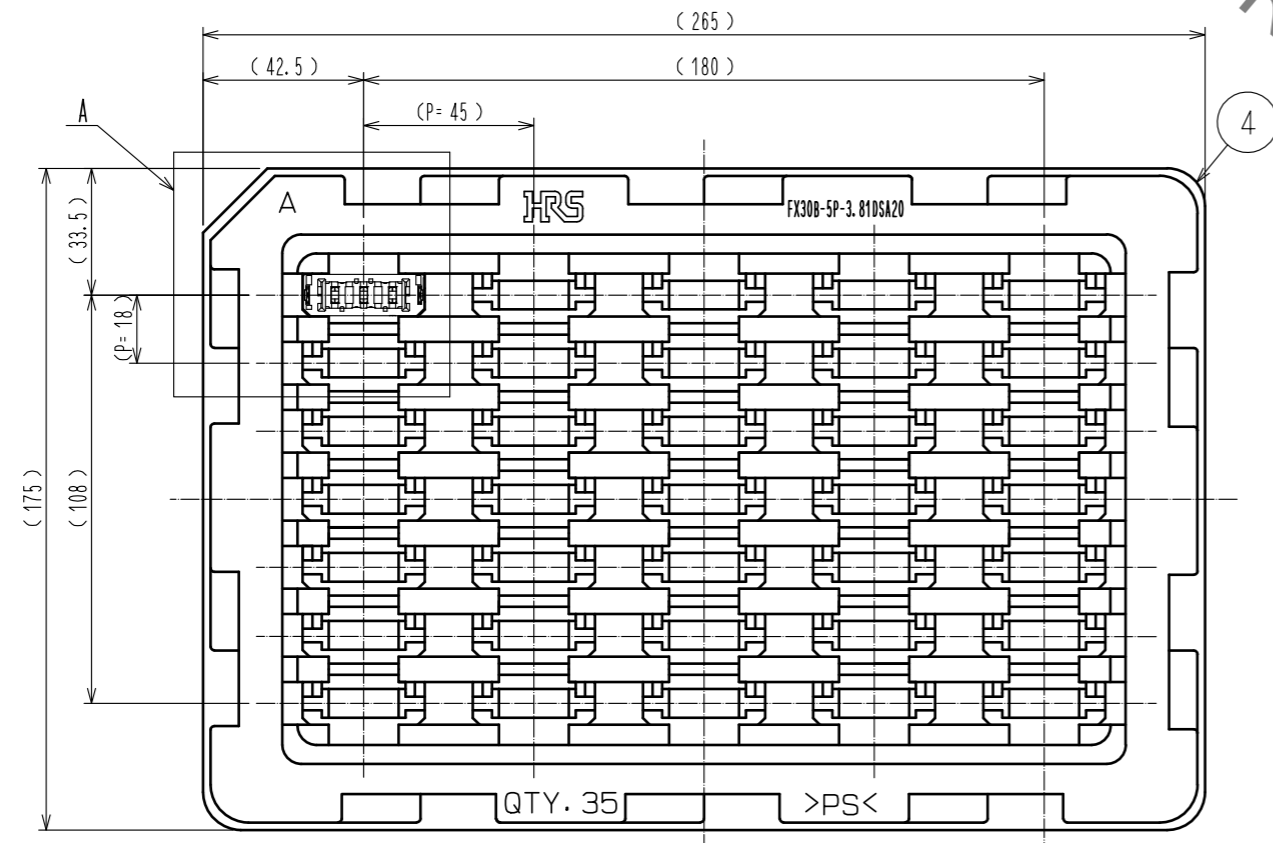 ( 265 )
( 42.5 )
( 180 )
(P= 45 )
A
4
A
HRS
FX30B-5P-3.81DSA20
( 33.5 )
(P= 18)
( 175 )
( 108 )
QTY. 35
>PS<